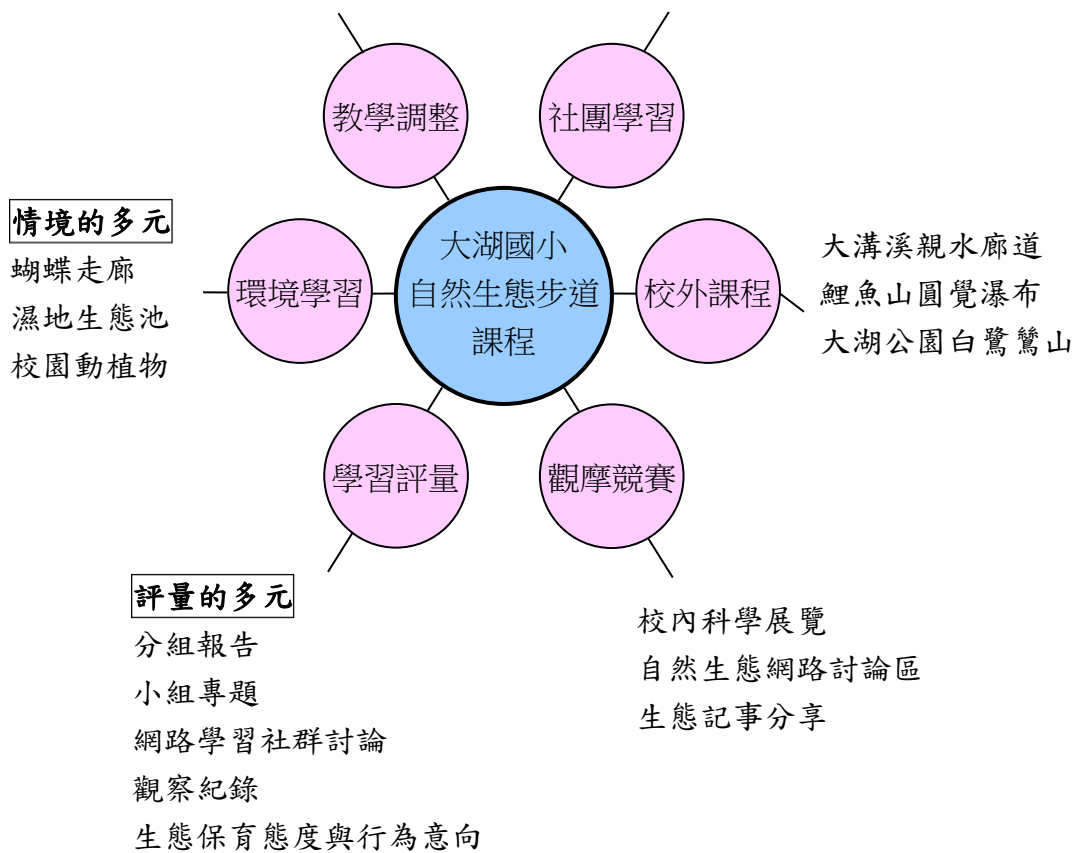 教學調整
社團學習
情境的多元
蝴蝶走廊
濕地生態池
校園動植物
環境學習
大湖國小
自然生態步道
課程
校外課程
大溝溪親水廊道
鯉魚山圓覺瀑布
大湖公園白鷺鷥山
學習評量
觀摩競賽
評量的多元
分組報告
小組專題
網路學習社群討論
觀察紀錄
生態保育態度與行為意向
校內科學展覽
自然生態網路討論區
生態記事分享